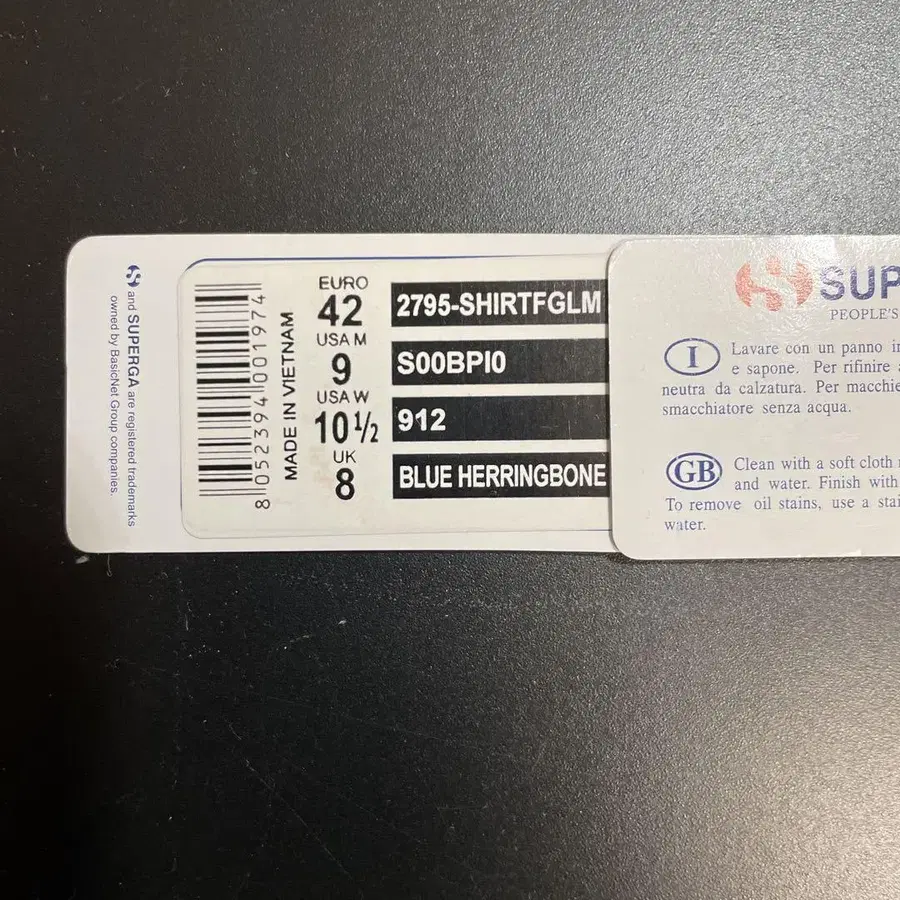 and SUPERGA are registered trademarks
owned by BasicNet Group companies.
8 052394 001974
MADE IN VIETNAM
EURO
42
USA M
9
USA W
10 1/2
UK
8
2795-SHIRTFGLM
S00BPI0
912
BLUE HERRINGBONE
SUP
PEOPLE'S
I
Lavare con un panno
e sapone. Per rifinire
neutra da calzatura. Per macchie
smacchiatore senza acqua.
GB
Clean with a soft cloth
and water. Finish with
To remove oil stains, use a
water.